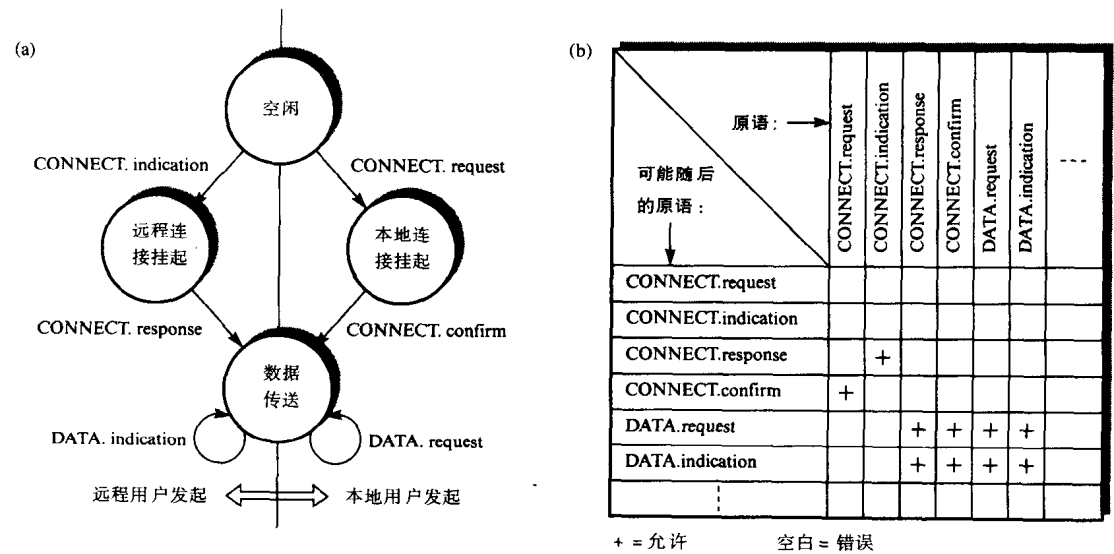 (a)
空闲
CONNECT. indication
CONNECT. request
远程连
接挂起
本地连
接挂起
CONNECT. response
CONNECT. confirm
数据
传送
DATA. indication
DATA. request
远程用户发起
本地用户发起
(b)
原语：
可能随后
的原语：
CONNECT.request
CONNECT.indication
CONNECT.response
CONNECT.confirm
DATA.request
DATA.indication
----
CONNECT.request
CONNECT.indication
CONNECT.response +
CONNECT.confirm +
DATA.request + + + +
DATA.indication + + + +
+ = 允许 空白 = 错误